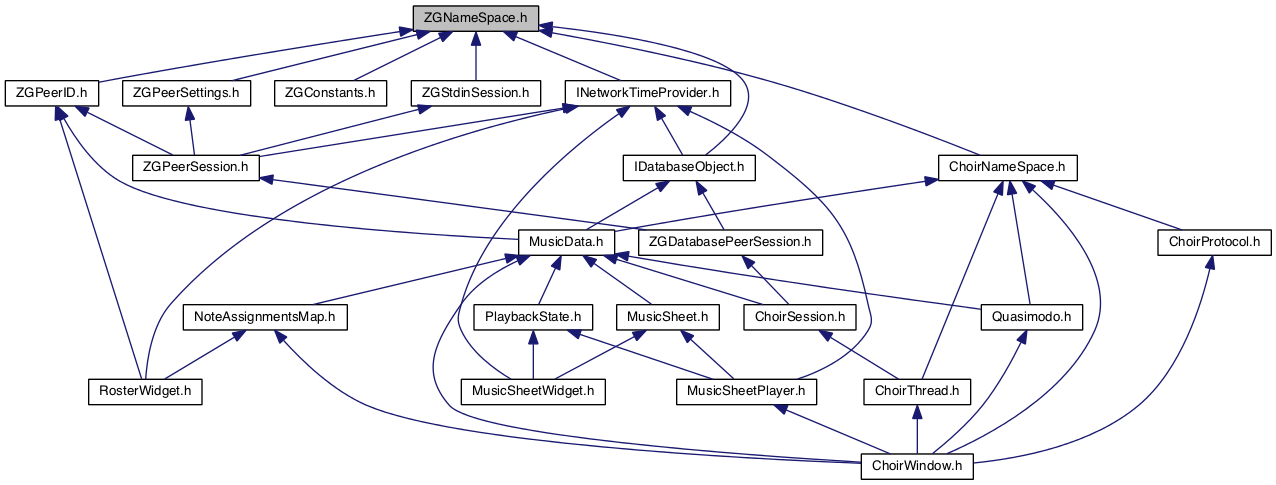 ZGNameSpace.h
ZGPeerID.h
ZGPeerSettings.h
ZGConstants.h
ZGStdinSession.h
INetworkTimeProvider.h
ZGPeerSession.h
IDatabaseObject.h
ChoirNameSpace.h
MusicData.h
ZGDatabasePeerSession.h
ChoirProtocol.h
NoteAssignmentsMap.h
PlaybackState.h
MusicSheet.h
ChoirSession.h
Quasimodo.h
RosterWidget.h
MusicSheetWidget.h
MusicSheetPlayer.h
ChoirThread.h
ChoirWindow.h